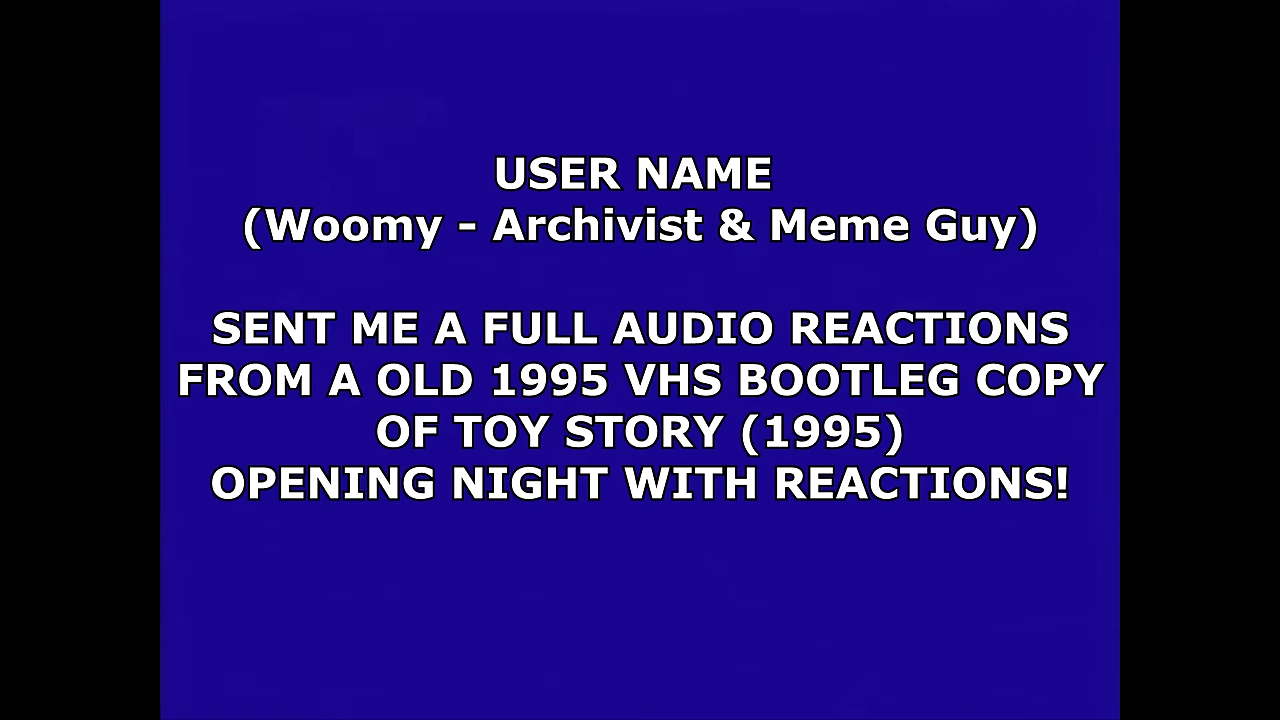 USER NAME
(Woomy - Archivist & Meme Guy)
SENT ME A FULL AUDIO REACTIONS
FROM A OLD 1995 VHS BOOTLEG COPY
OF TOY STORY (1995)
OPENING NIGHT WITH REACTIONS!